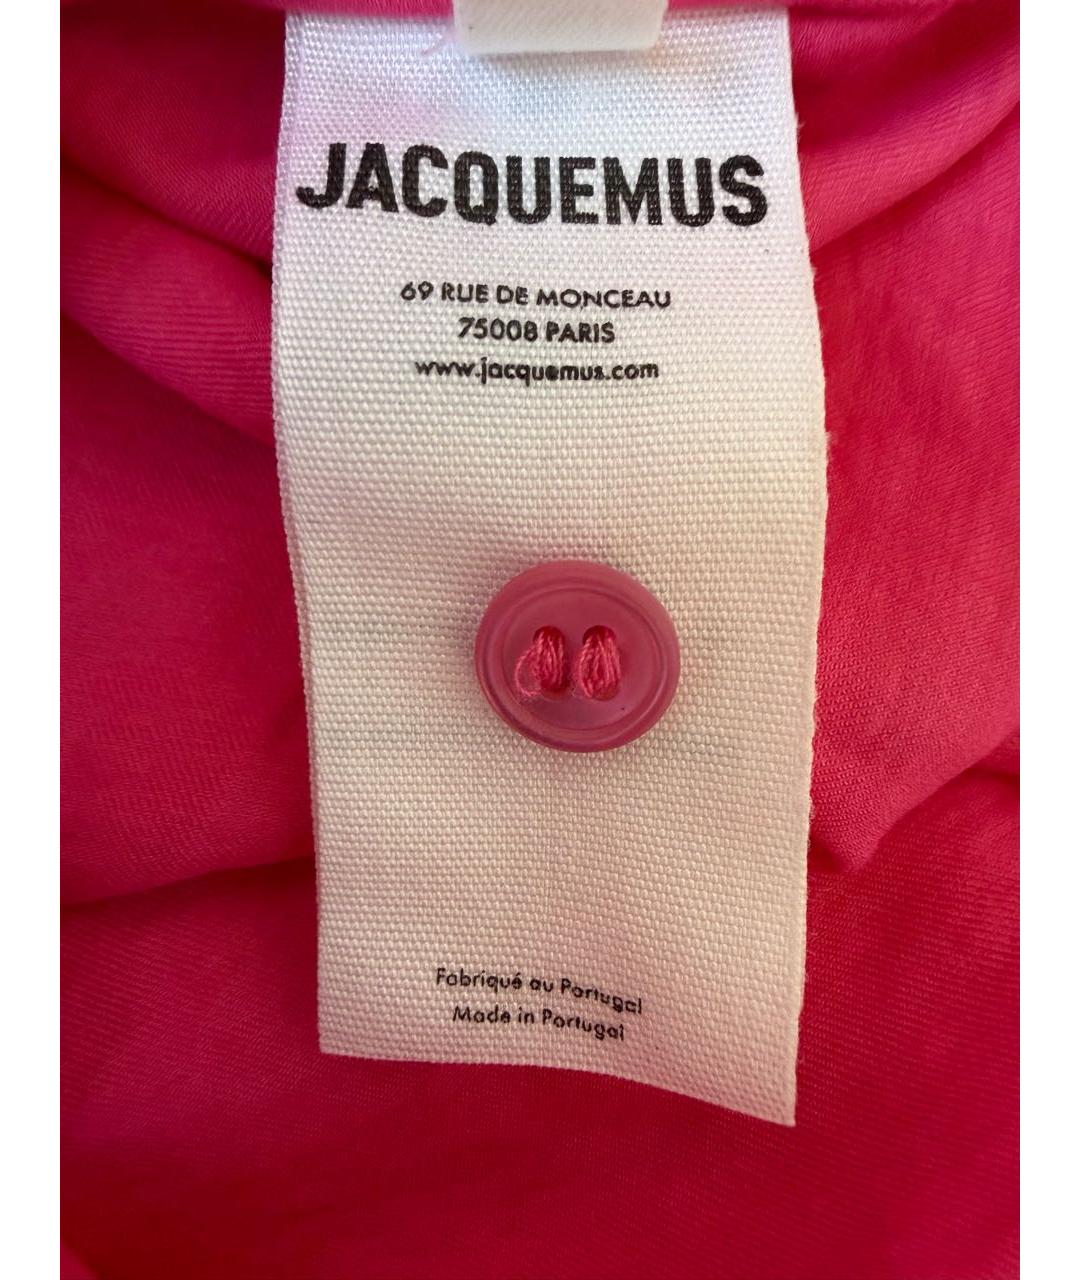 JACQUEMUS
69 RUE DE MONCEAU
75008 PARIS
www.jacquemus.com
Fabriqué au Portugal
Made in Portugal